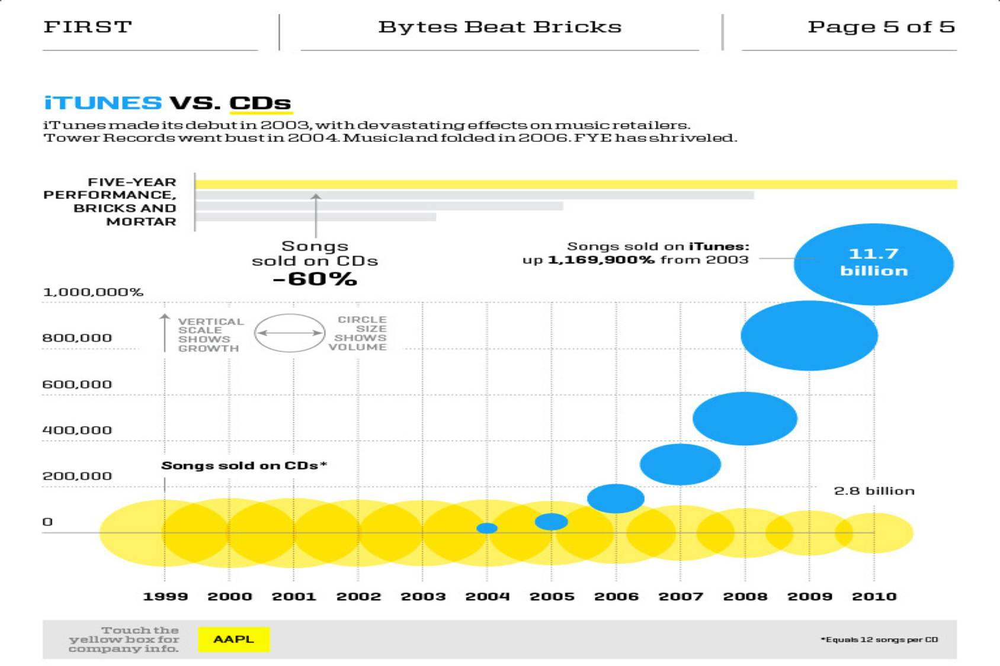 FIRST
Bytes Beat Bricks
Page 5 of 5
iTUNES VS. CDs
iTunes made its debut in 2003, with devastating effects on music retailers.
Tower Records went bust in 2004. Musicland folded in 2006. FYE has shriveled.
FIVE-YEAR
PERFORMANCE,
BRICKS AND
MORTAR
Songs
sold on CDs
-60%
Songs sold on iTunes:
up 1,169,900% from 2003
11.7
billion
1,000,000%
VERTICAL
SCALE
SHOWS
GROWTH
CIRCLE
SIZE
SHOWS
VOLUME
800,000
600,000
400,000
Songs sold on CDs*
200,000
2.8 billion
0
1999 2000 2001 2002 2003 2004 2005 2006 2007 2008 2009 2010
Touch the
yellow box for
company info.
AAPL
*Equals 12 songs per CD